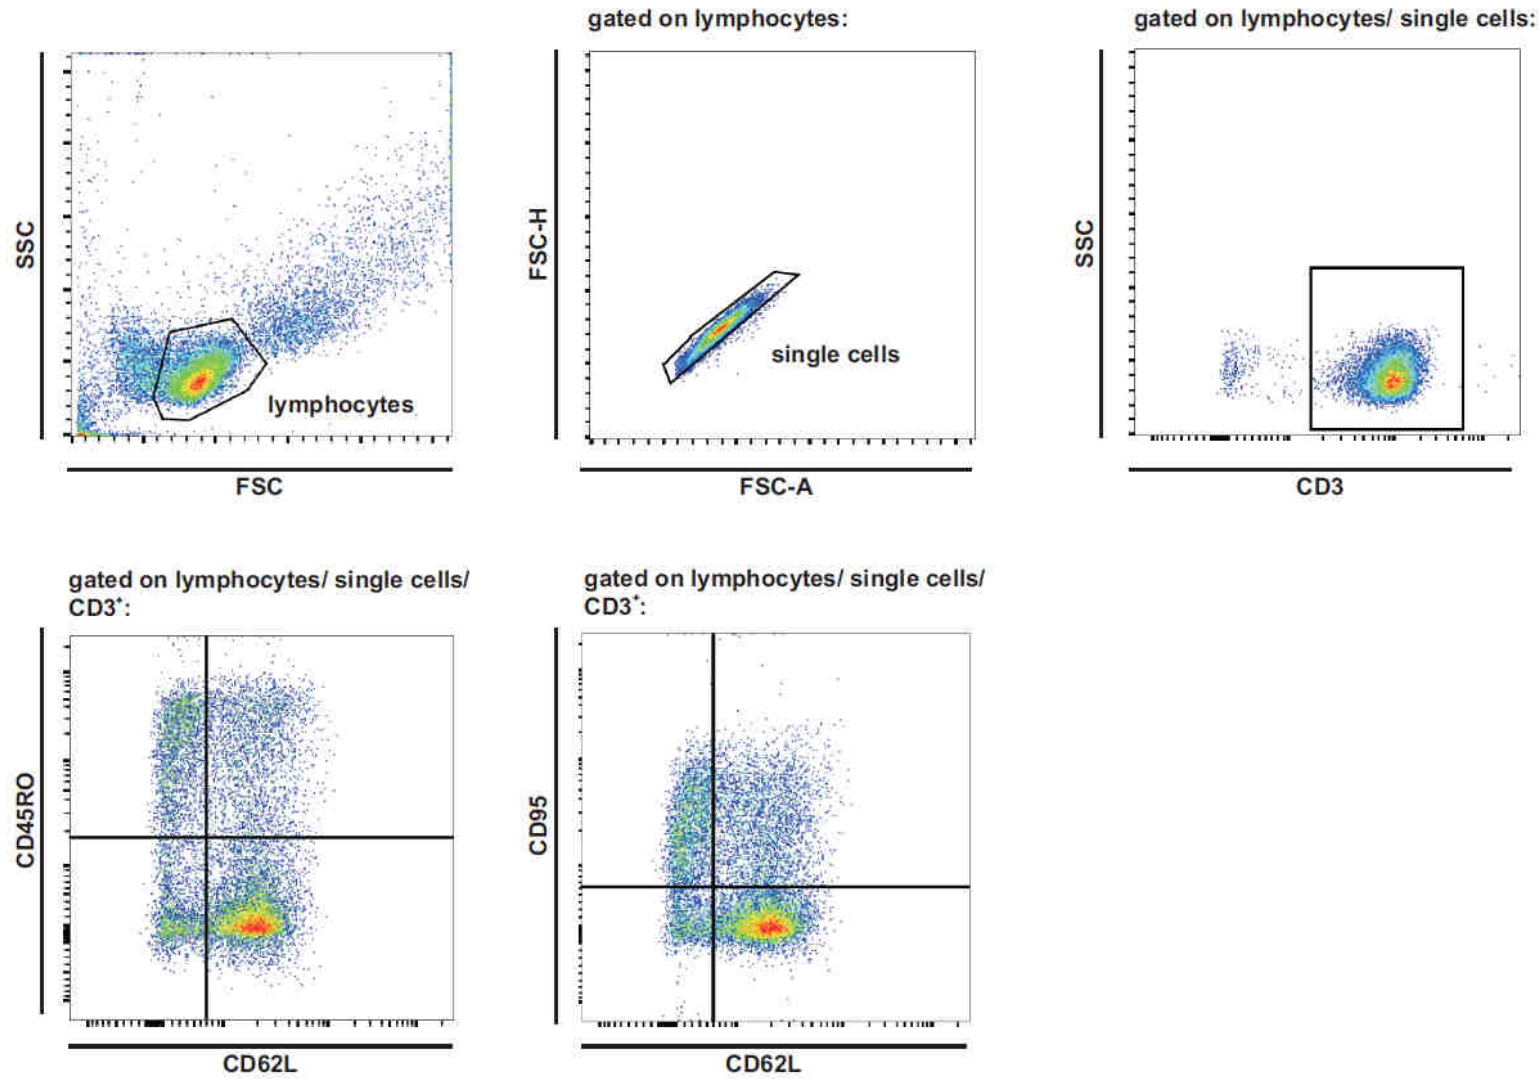 gated on lymphocytes:
gated on lymphocytes/ single cells:
SSC
lymphocytes
FSC
FSC-H
single cells
FSC-A
SSC
CD3
gated on lymphocytes/ single cells/
CD3⁺:
gated on lymphocytes/ single cells/
CD3⁺:
CD45RO
CD62L
CD95
CD62L